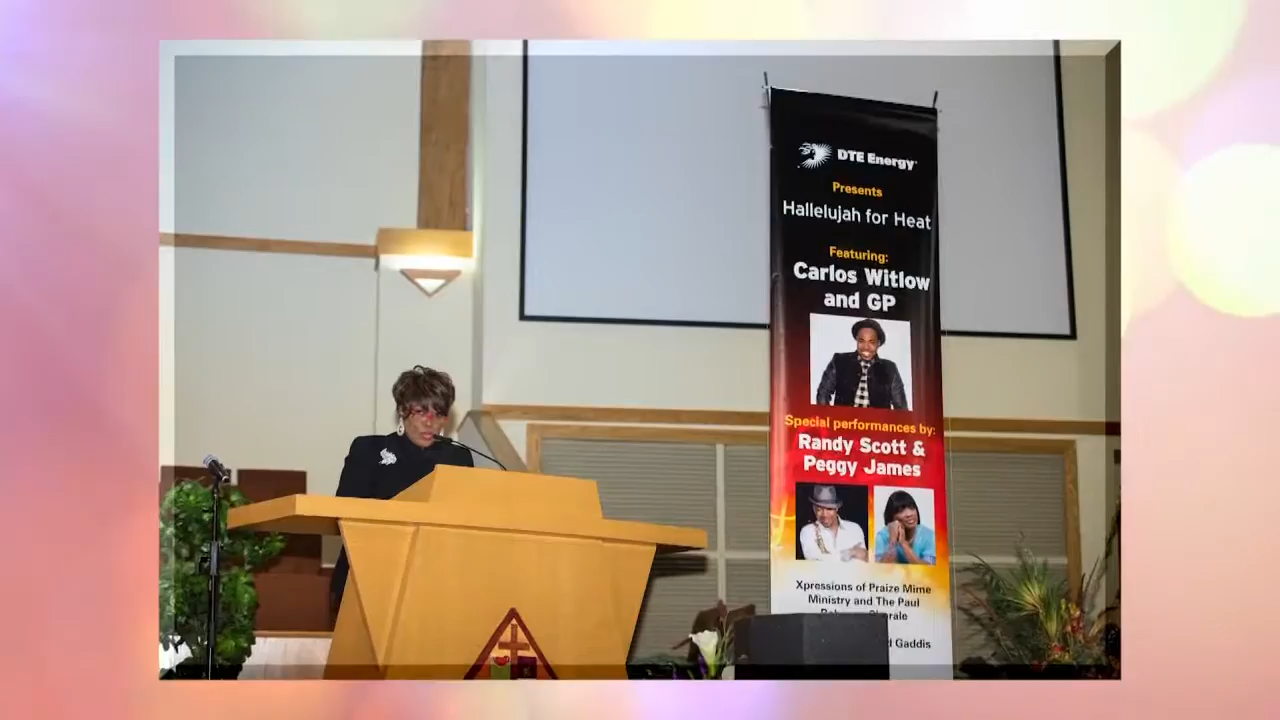 DTE Energy
Presents
Hallelujah for Heat
Featuring:
Carlos Witlow
and GP
Special performances by:
Randy Scott &
Peggy James
Xpressions of Praize Mime
Ministry and The Paul
Gaddis